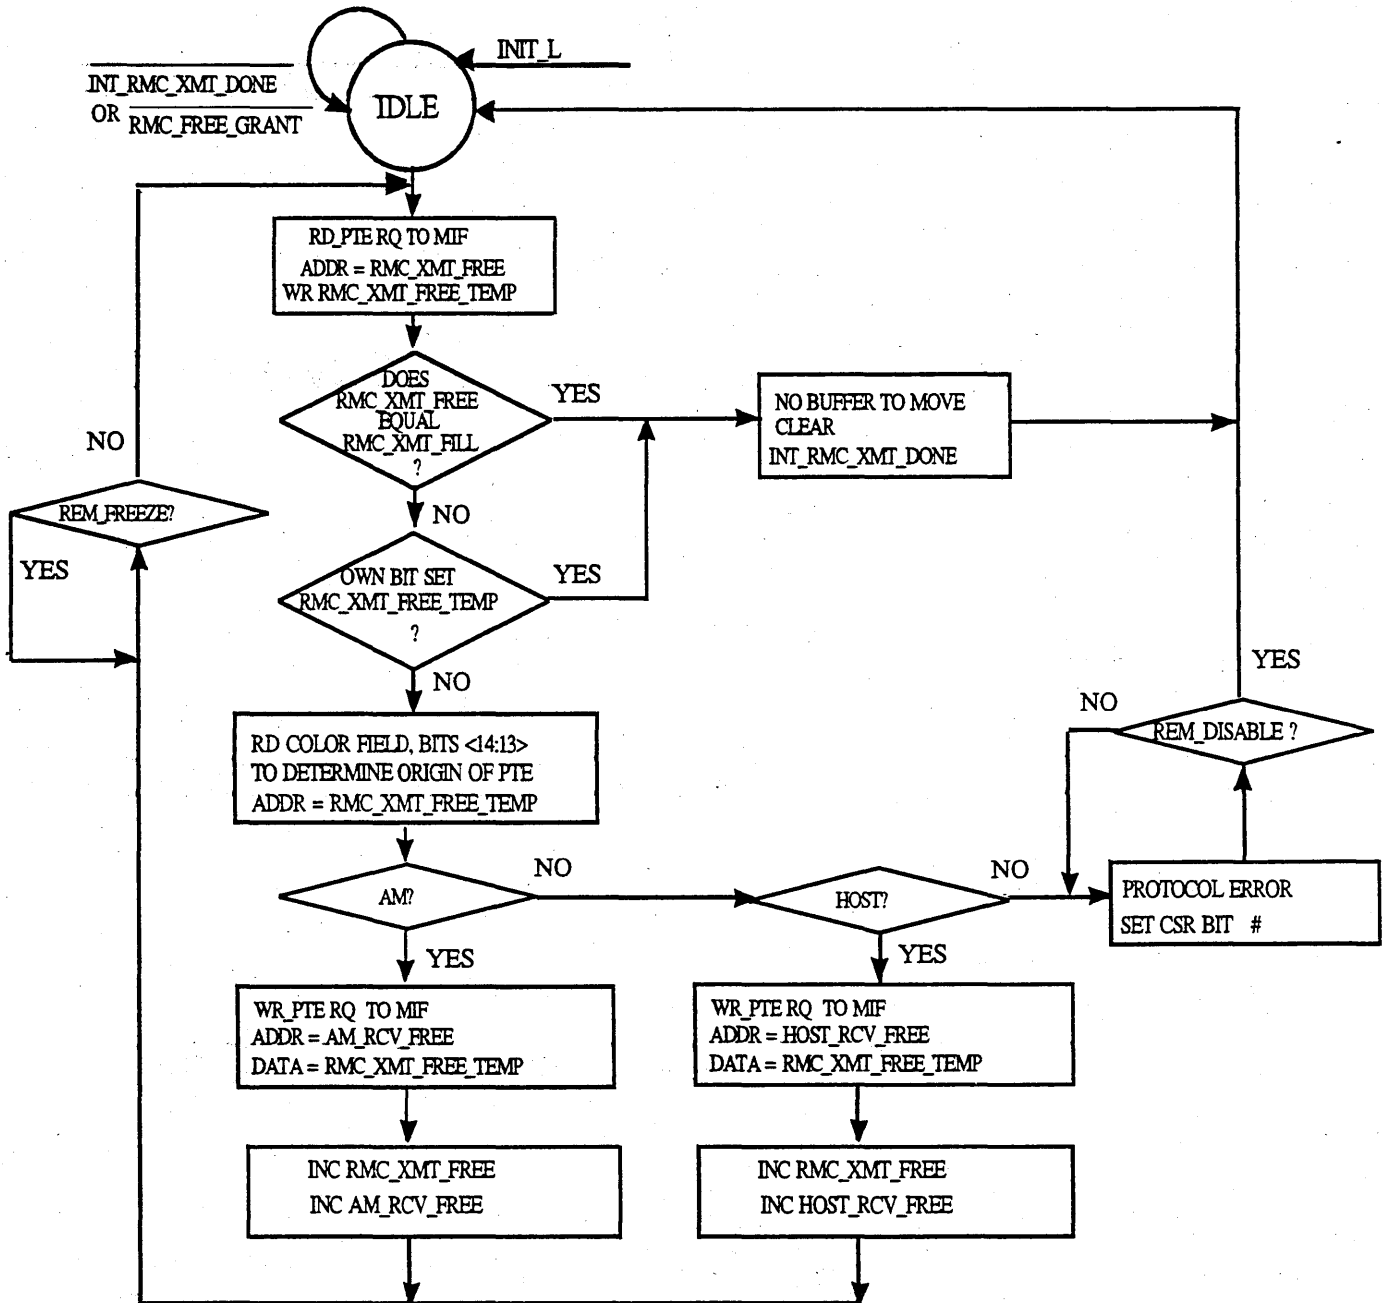 INIT_L
INT_RMC_XMT_DONE
OR RMC_FREE_GRANT
IDLE
RD_PTE RQ TO MIF
ADDR = RMC_XMT_FREE
WR RMC_XMT_FREE_TEMP
DOES
RMC_XMT_FREE
EQUAL
RMC_XMT_FILL
?
YES
NO BUFFER TO MOVE
CLEAR
INT_RMC_XMT_DONE
NO
REM_FREEZE?
YES
NO
OWN BIT SET
RMC_XMT_FREE_TEMP
?
YES
NO
RD COLOR FIELD, BITS <14:13>
TO DETERMINE ORIGIN OF PTE
ADDR = RMC_XMT_FREE_TEMP
YES
NO
REM_DISABLE ?
AM?
NO
HOST?
NO
PROTOCOL ERROR
SET CSR BIT #
YES
YES
WR_PTE RQ TO MIF
ADDR = AM_RCV_FREE
DATA = RMC_XMT_FREE_TEMP
WR_PTE RQ TO MIF
ADDR = HOST_RCV_FREE
DATA = RMC_XMT_FREE_TEMP
INC RMC_XMT_FREE
INC AM_RCV_FREE
INC RMC_XMT_FREE
INC HOST_RCV_FREE